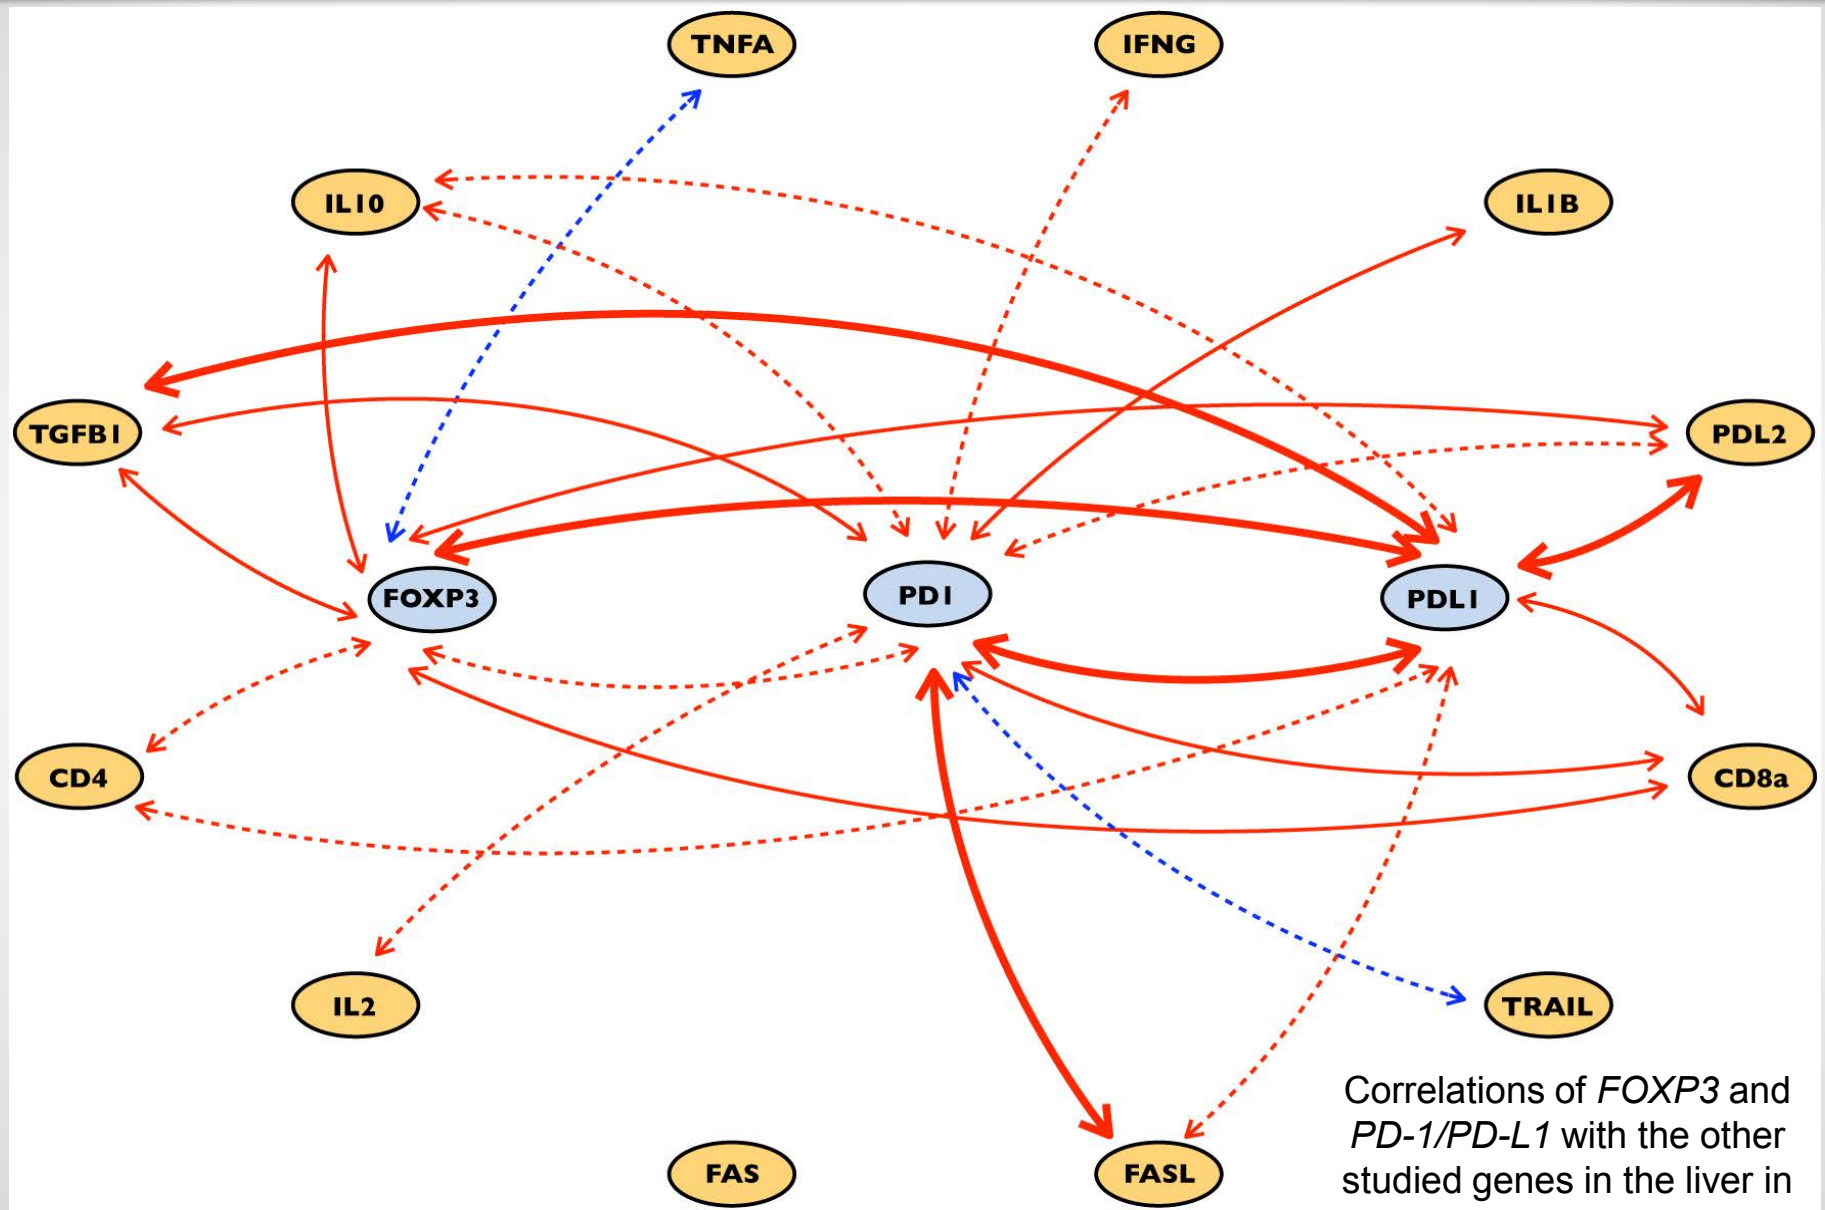 TNFA
IFNG
IL10
IL1B
TGFB1
PDL2
FOXP3
PD1
PDL1
CD4
CD8a
IL2
TRAIL
Correlations of FOXP3 and
PD-1/PD-L1 with the other
studied genes in the liver in
FAS
FASL